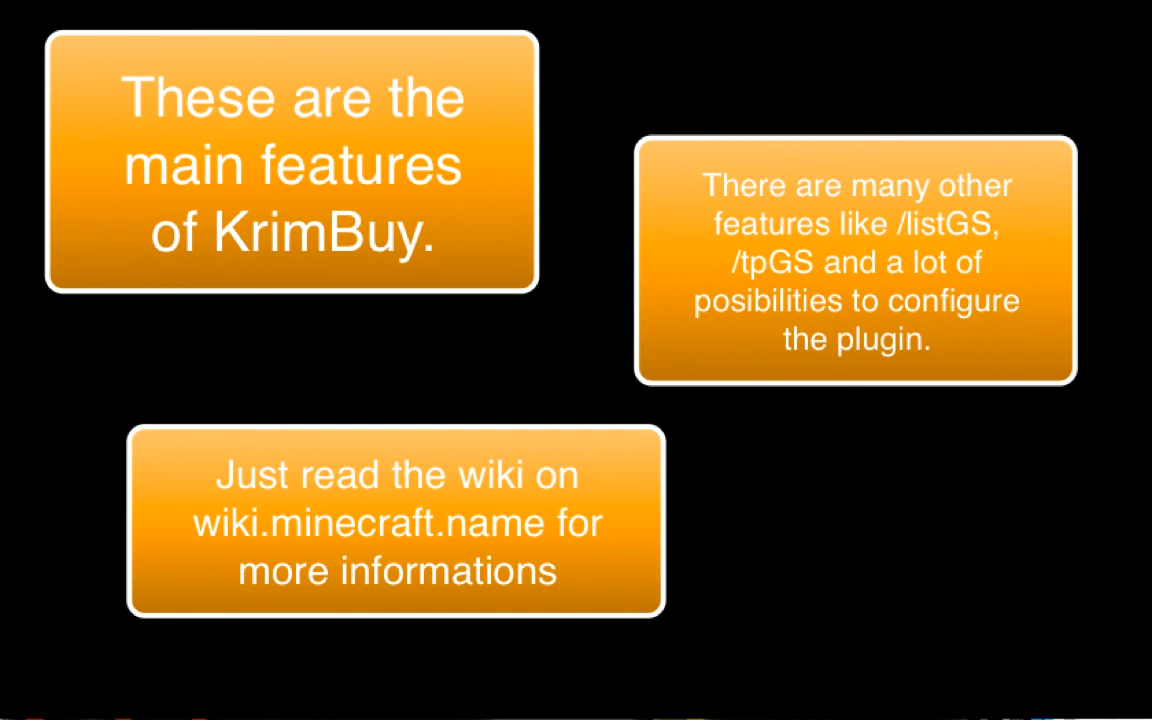 These are the
main features
of KrimBuy.
There are many other
features like /listGS,
/tpGS and a lot of
posibilities to configure
the plugin.
Just read the wiki on
wiki.minecraft.name for
more informations